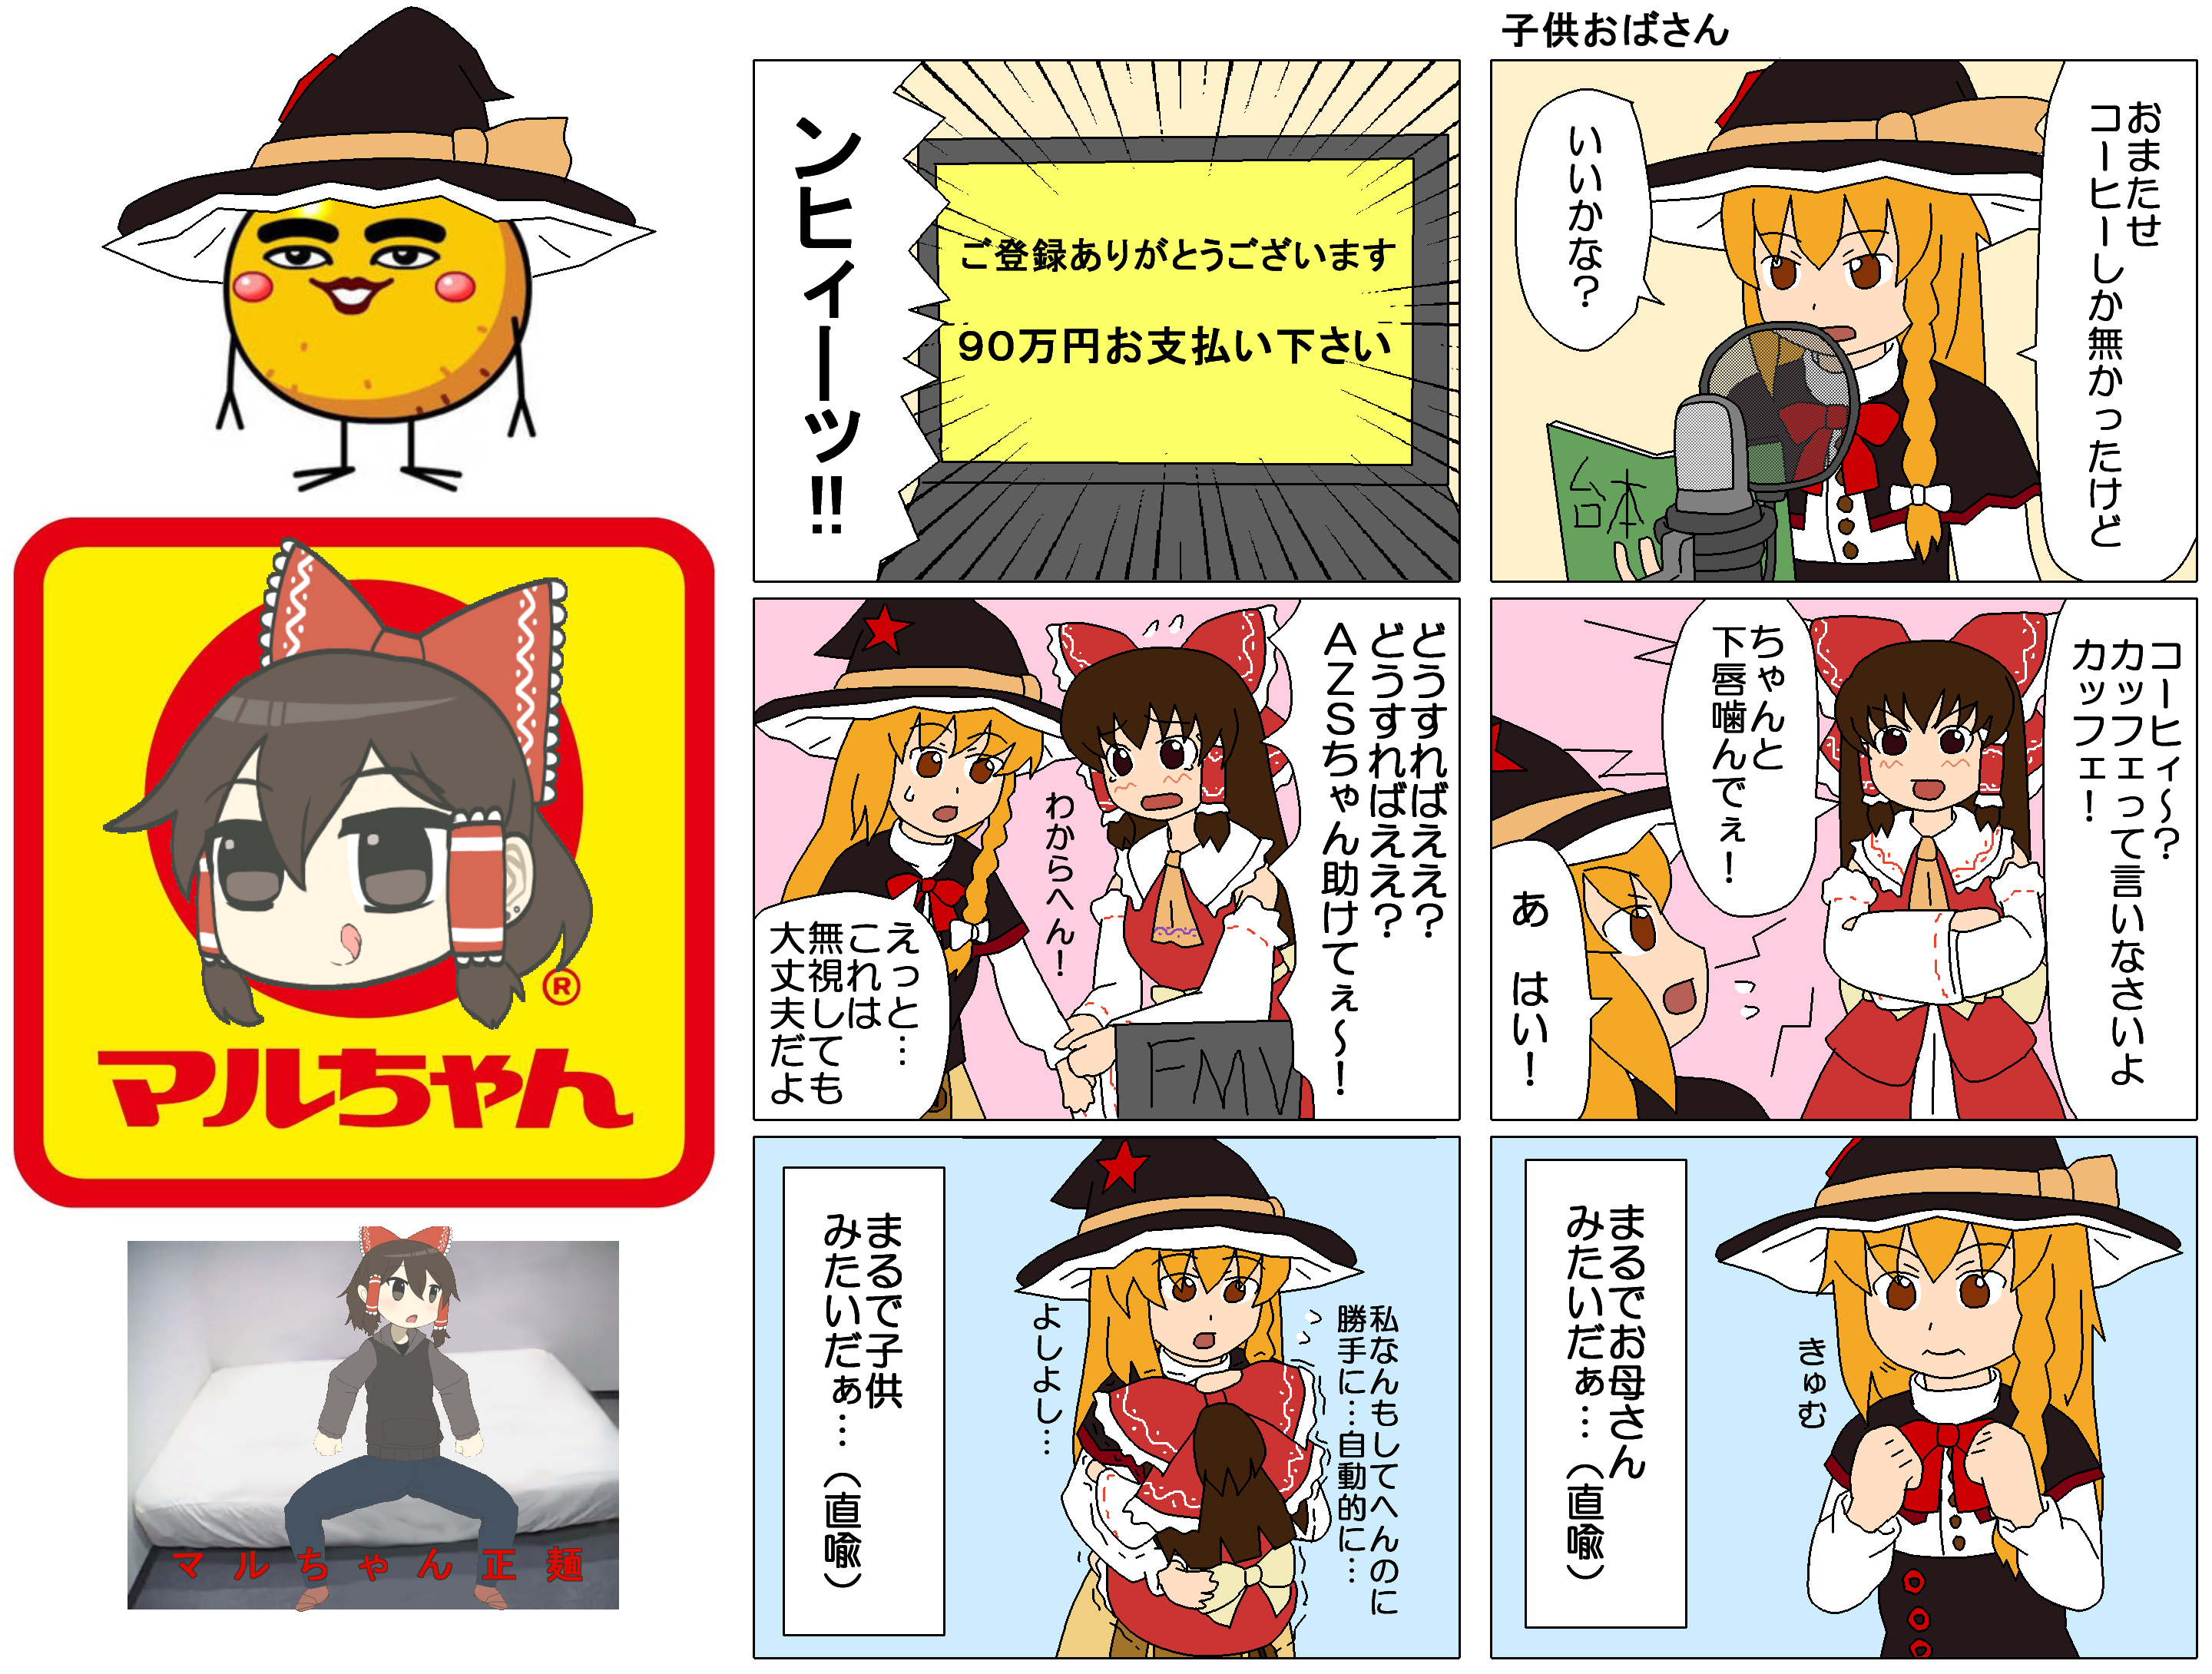 子供おばさん
おまたせ
コーヒーしか無かったけど
いいかな？
台本
コーヒィ～？
カッフェって言いなさいよ
カッフェ！
ちゃんと
下唇噛んでぇ！
あ　はい！
まるでお母さん
みたいだぁ…（直喩）
きゅむ
ご登録ありがとうございます
９０万円お支払い下さい
ンヒィーッ！！
どうすればええ？
どうすればええ？
ＡＺＳちゃん助けてぇ～！
わからへん！
えっと…
これは
無視しても
大丈夫だよ
FMV
私なんもしてへんのに
勝手に…自動的に…
よしよし…
まるで子供
みたいだぁ…（直喩）
®
マルちゃん
マルちゃん正麺